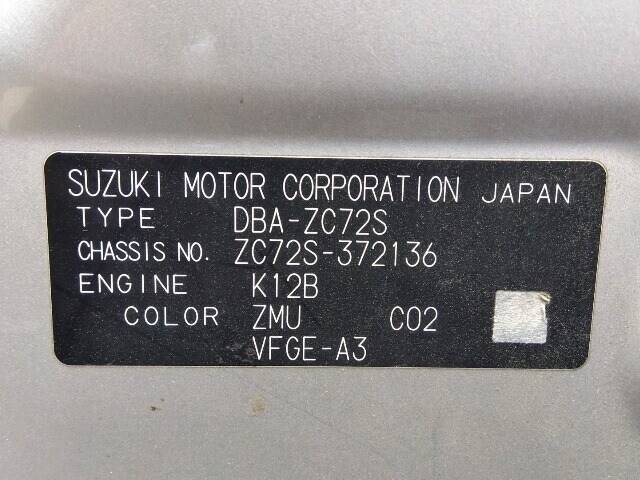 SUZUKI MOTOR CORPORATION JAPAN
TYPE DBA-ZC72S
CHASSIS NO. ZC72S-372136
ENGINE K12B
COLOR ZMU C02
VFGE-A3